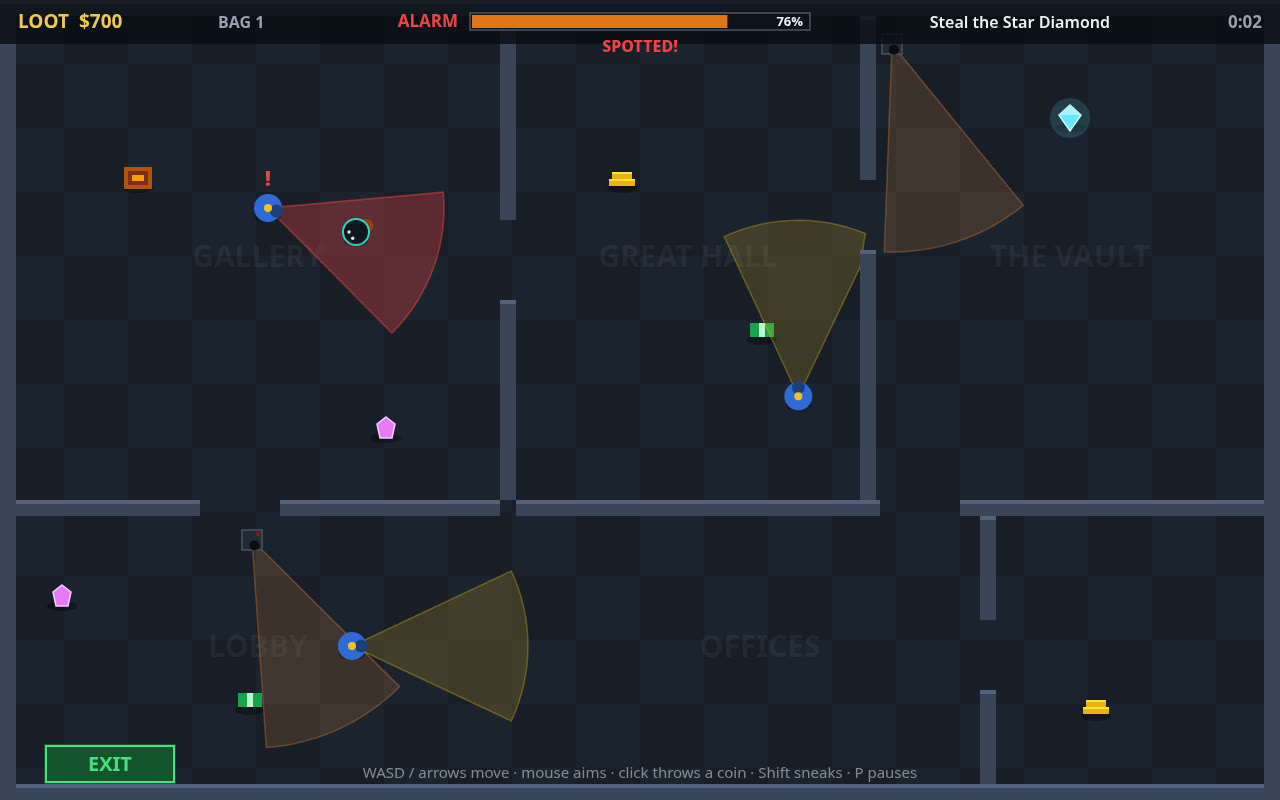 LOOT $700
BAG 1
ALARM
76%
Steal the Star Diamond
0:02
SPOTTED!
!
GALLERY
GREAT HALL
THE VAULT
LOBBY
OFFICES
EXIT
WASD / arrows move · mouse aims · click throws a coin · Shift sneaks · P pauses